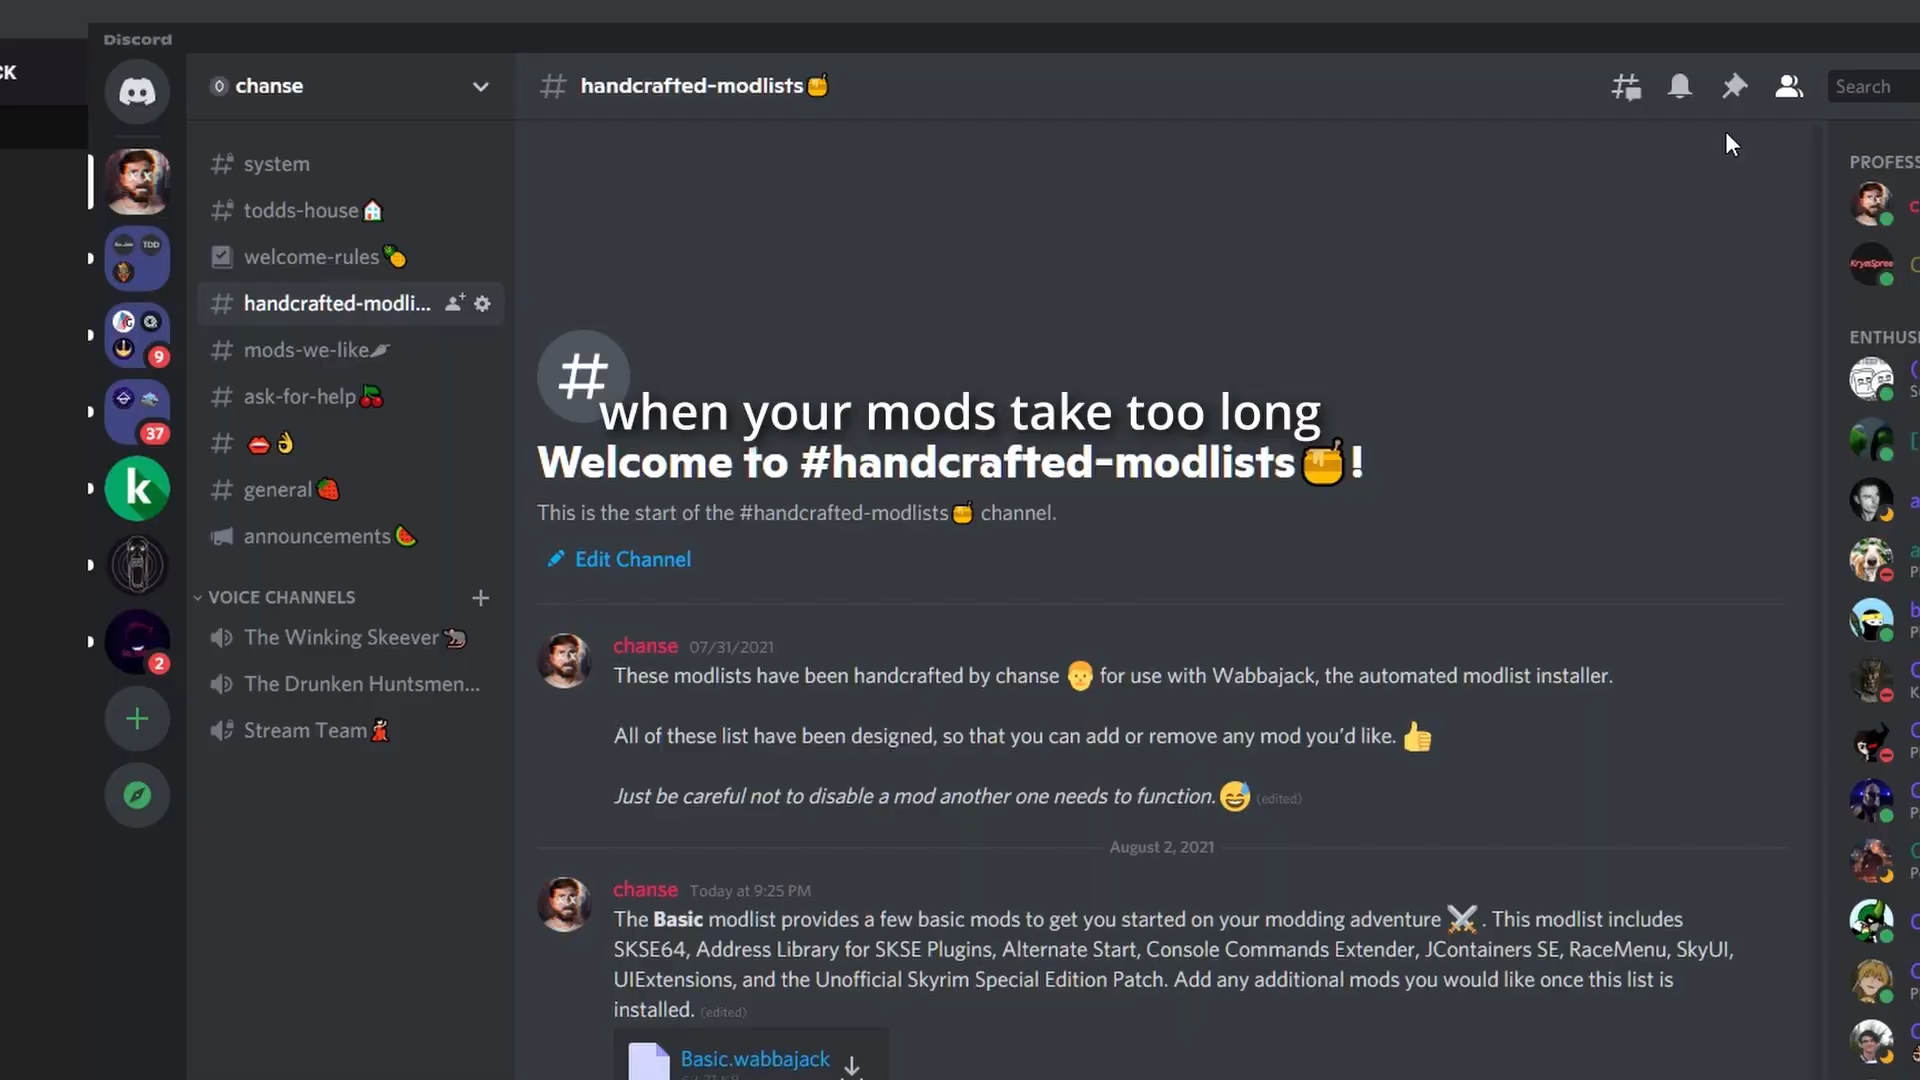 CK
Discord
chanse
handcrafted-modlists🍯
Search
system
todds-house🏠
welcome-rules🍍
handcrafted-modli...
mods-we-like🌶
ask-for-help🍒
👄👌
general🍓
announcements🍉
VOICE CHANNELS
The Winking Skeever🐀
The Drunken Huntsmen...
Stream Team💃
TDD
9
37
k
2
when your mods take too long
Welcome to #handcrafted-modlists🍯!
This is the start of the #handcrafted-modlists🍯 channel.
Edit Channel
chanse 07/31/2021
These modlists have been handcrafted by chanse 👨 for use with Wabbajack, the automated modlist installer.
All of these list have been designed, so that you can add or remove any mod you’d like. 👍
Just be careful not to disable a mod another one needs to function.😅 (edited)
August 2, 2021
chanse Today at 9:25 PM
The Basic modlist provides a few basic mods to get you started on your modding adventure ⚔. This modlist includes
SKSE64, Address Library for SKSE Plugins, Alternate Start, Console Commands Extender, JContainers SE, RaceMenu, SkyUI,
UIExtensions, and the Unofficial Skyrim Special Edition Patch. Add any additional mods you would like once this list is
installed. (edited)
Basic.wabbajack
PROFESS
KrymSpree
ENTHUS